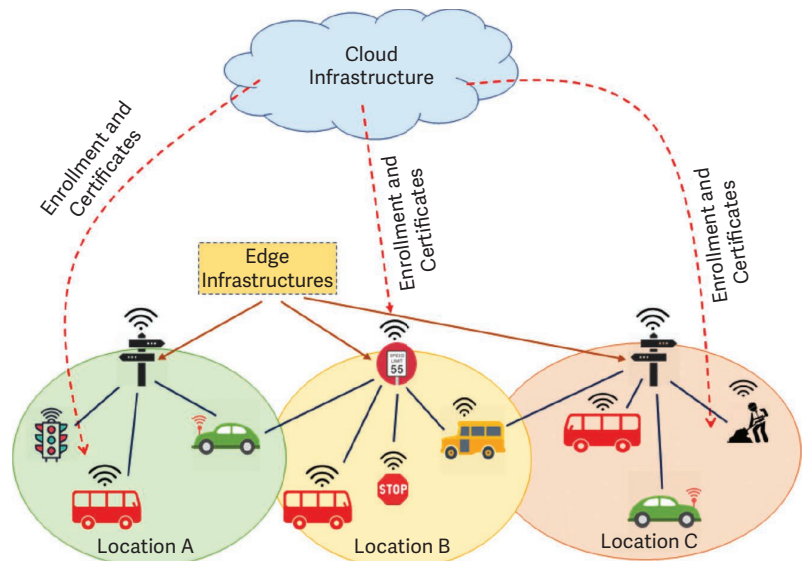 Cloud
Infrastructure
Enrollment and
Certificates
Enrollment and
Certificates
Enrollment and
Certificates
Edge
Infrastructures
SPEED
LIMIT
55
STOP
Location A
Location B
Location C